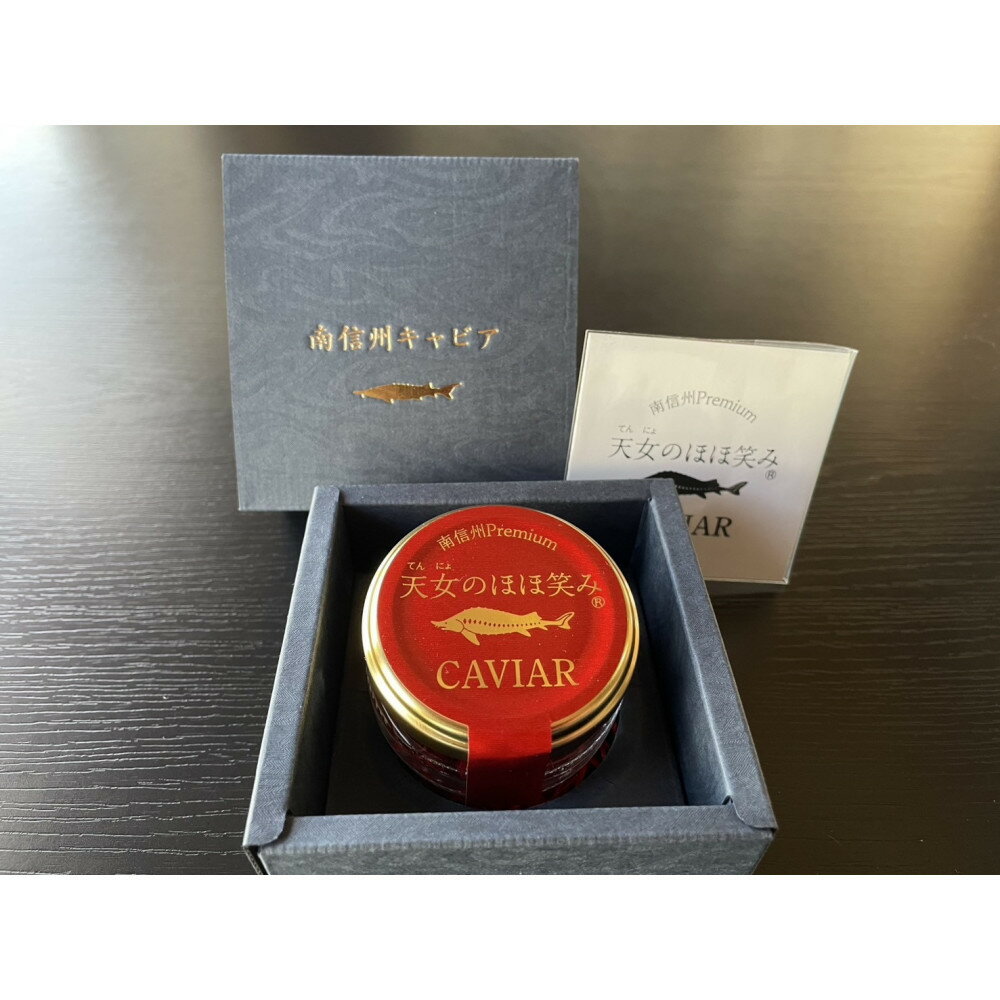 南信州キャビア
南信州Premium
てん にょ
天女のほほ笑み
®
IAR
南信州Premium
てん にょ
天女のほほ笑み
®
CAVIAR